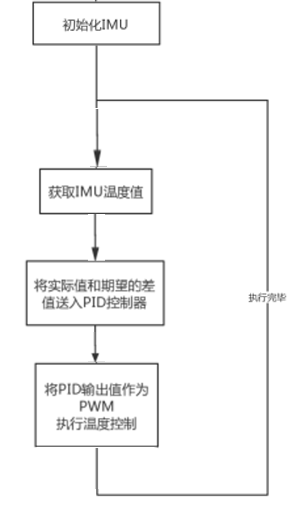 初始化IMU
获取IMU温度值
将实际值和期望的差
值送入PID控制器
执行完毕
将PID输出值作为
PWM
执行温度控制